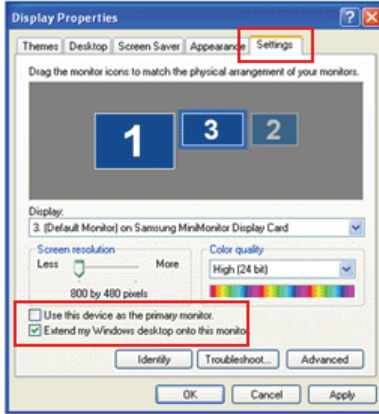 Display Properties
Themes Desktop Screen Saver Appearance Settings
Drag the monitor icons to match the physical arrangement of your monitors.
1 3 2
Display:
3. (Default Monitor) on Samsung MiniMonitor Display Card
Screen resolution
Less More
800 by 480 pixels
Color quality
High (24 bit)
Use this device as the primary monitor.
Extend my Windows desktop onto this monitor.
Identify Troubleshoot... Advanced
OK Cancel Apply